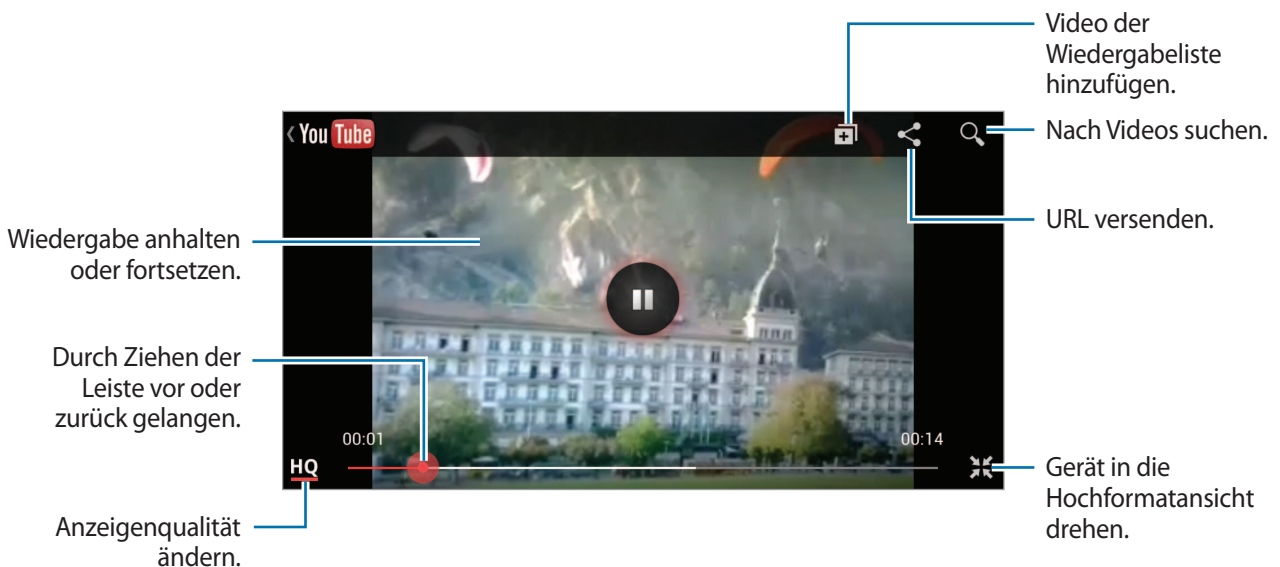 Video der
Wiedergabeliste
hinzufügen.
You Tube
Nach Videos suchen.
URL versenden.
Wiedergabe anhalten
oder fortsetzen.
Durch Ziehen der
Leiste vor oder
zurück gelangen.
00:01
00:14
HQ
Gerät in die
Hochformatansicht
drehen.
Anzeigenqualität
ändern.